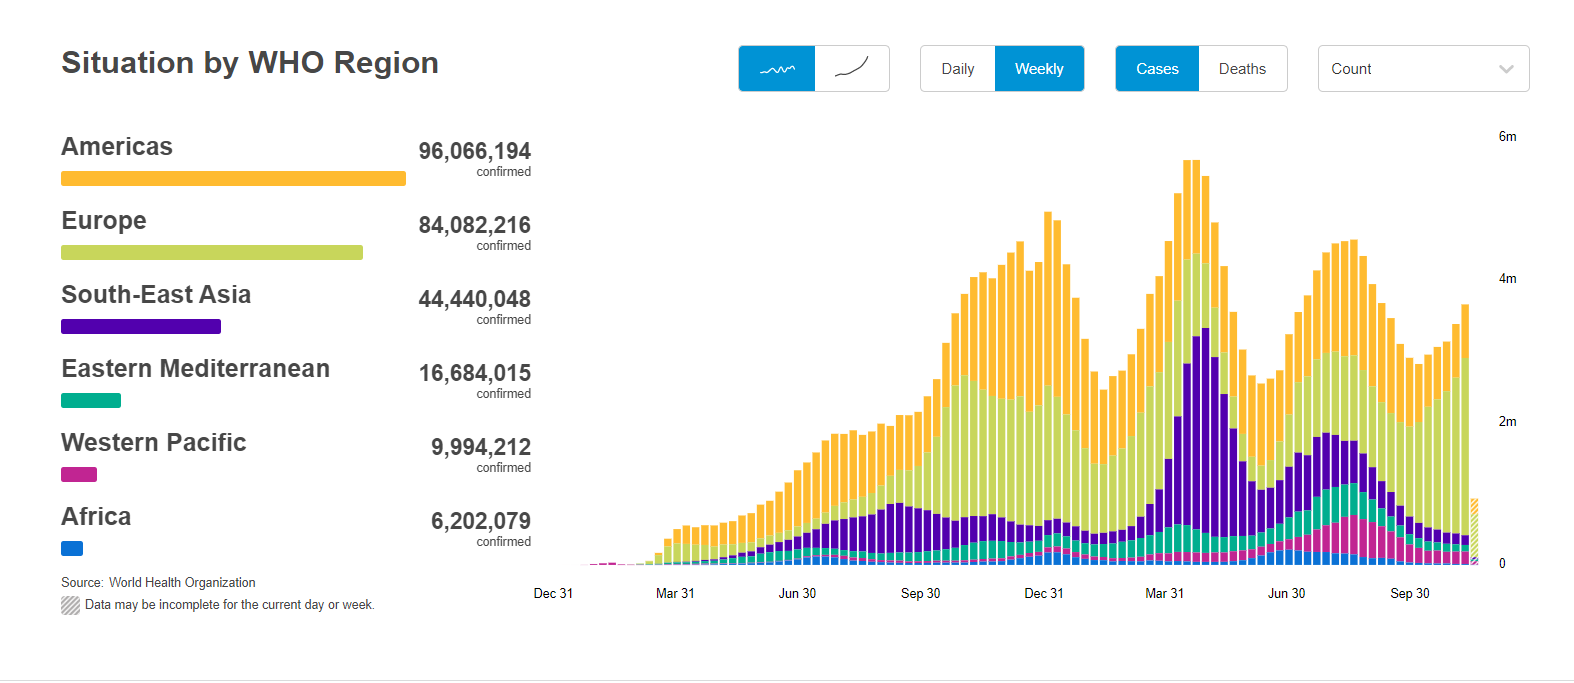 Situation by WHO Region
Daily
Weekly
Cases
Deaths
Count
Americas
96,066,194
confirmed
Europe
84,082,216
confirmed
South-East Asia
44,440,048
confirmed
Eastern Mediterranean
16,684,015
confirmed
Western Pacific
9,994,212
confirmed
Africa
6,202,079
confirmed
Source: World Health Organization
Data may be incomplete for the current day or week.
6m
4m
2m
0
Dec 31
Mar 31
Jun 30
Sep 30
Dec 31
Mar 31
Jun 30
Sep 30